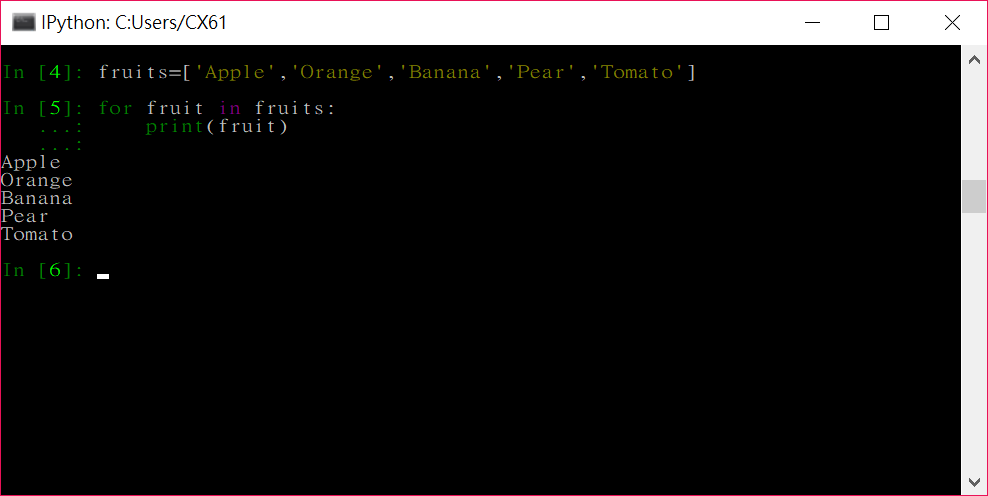 IPython: C:Users/CX61
In [4]: fruits=['Apple','Orange','Banana','Pear','Tomato']
In [5]: for fruit in fruits:
   ...:     print(fruit)
   ...:
Apple
Orange
Banana
Pear
Tomato
In [6]: